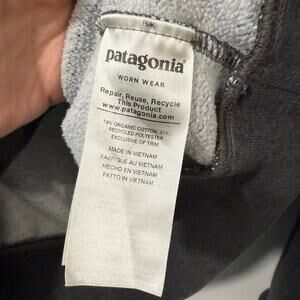 patagonia®
WORN WEAR
Repair, Reuse, Recycle
This Product
www.patagonia.com
79% ORGANIC COTTON, 21%
RECYCLED POLYESTER
EXCLUSIVE OF TRIM
MADE IN VIETNAM
FABRIQUÉ AU VIETNAM
HECHO EN VIETNAM
FATTO IN VIETNAM